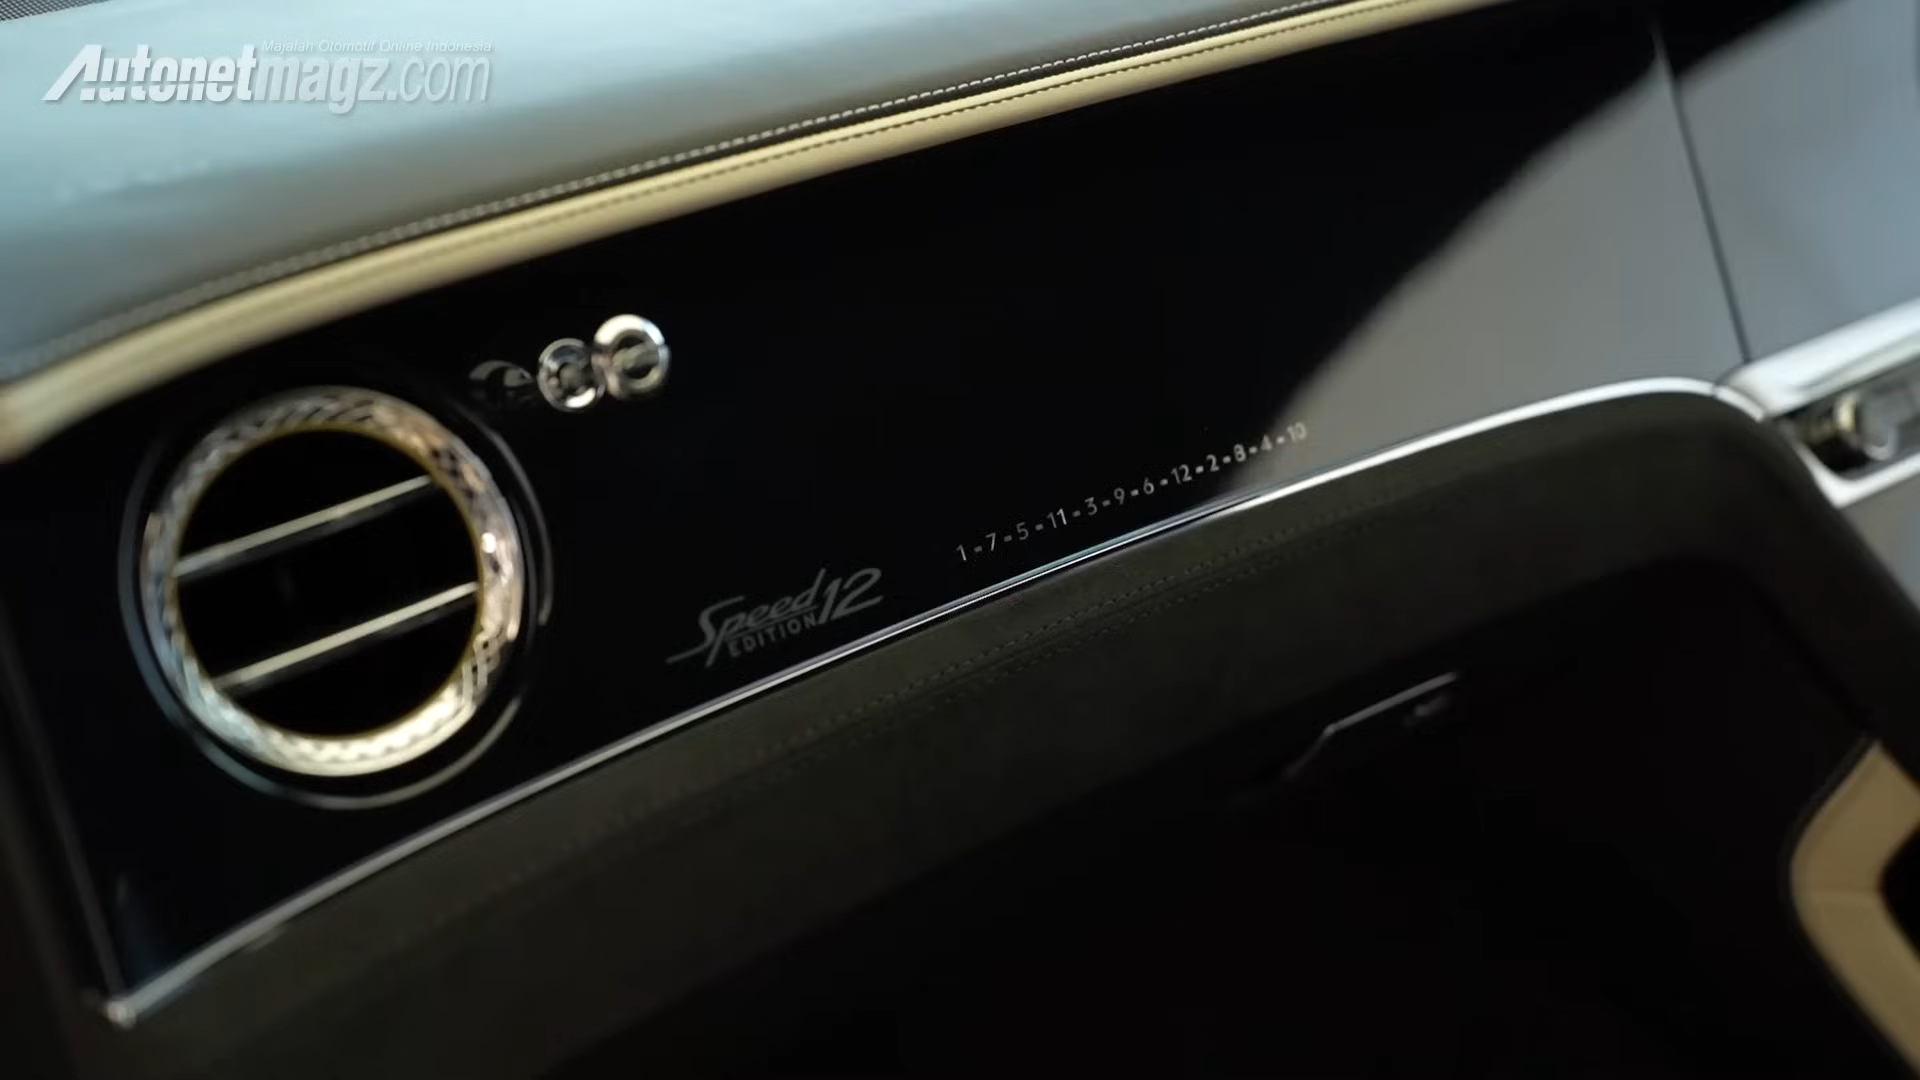 Majalah Otomotif Online Indonesia
Autonetmagz.com
1-7-5-11-3-9-6-12-2-8-4-10
Speed 12
EDITION